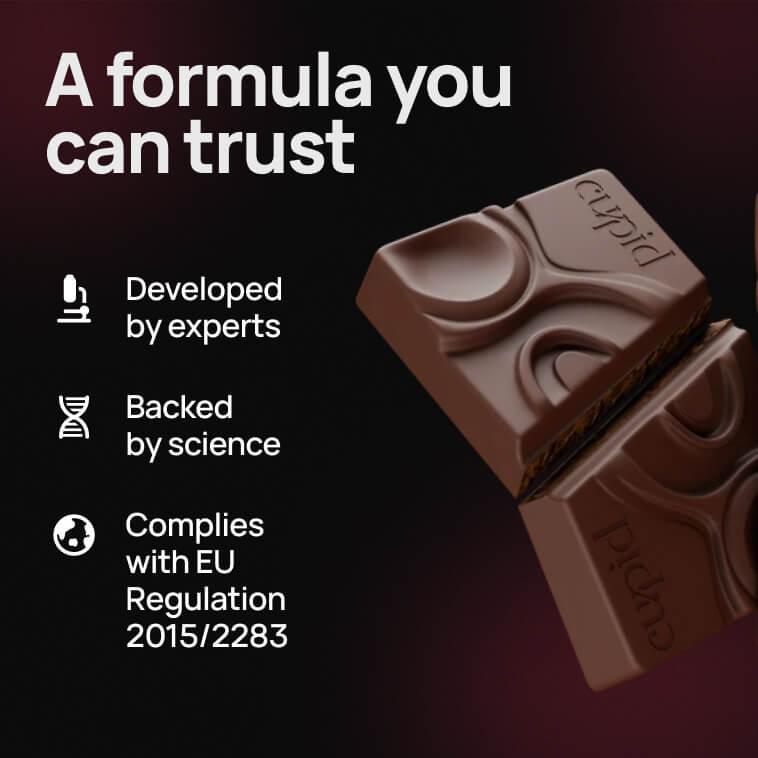 A formula you
can trust
cupid
Developed
by experts
Backed
by science
Complies
with EU
Regulation
2015/2283
cupid